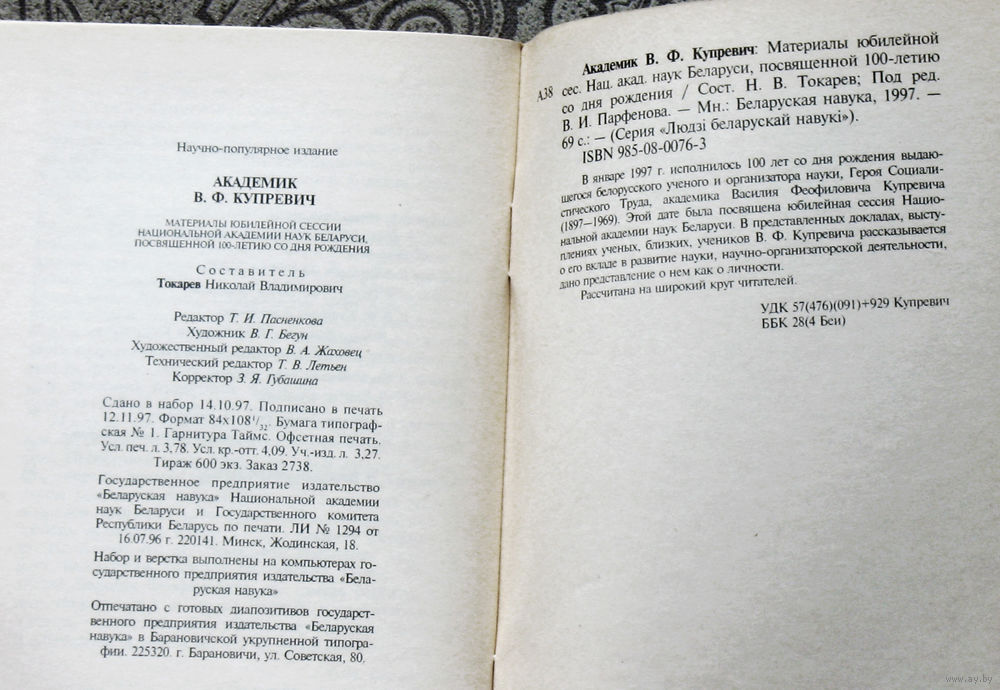 Научно-популярное издание
АКАДЕМИК
В. Ф. КУПРЕВИЧ
МАТЕРИАЛЫ ЮБИЛЕЙНОЙ СЕССИИ
НАЦИОНАЛЬНОЙ АКАДЕМИИ НАУК БЕЛАРУСИ,
ПОСВЯЩЕННОЙ 100-ЛЕТИЮ СО ДНЯ РОЖДЕНИЯ
Составитель
Токарев Николай Владимирович
Редактор Т. И. Пасненкова
Художник В. Г. Бегун
Художественный редактор В. А. Жаховец
Технический редактор Т. В. Летьен
Корректор З. Я. Губашина
Сдано в набор 14.10.97. Подписано в печать
12.11.97. Формат 84х108 1/32. Бумага типограф-
ская № 1. Гарнитура Таймс. Офсетная печать.
Усл. печ. л. 3,78. Усл. кр.-отт. 4,09. Уч.-изд. л. 3,27.
Тираж 600 экз. Заказ 2738.
Государственное предприятие издательство
«Беларуская навука» Национальной академии
наук Беларуси и Государственного комитета
Республики Беларусь по печати. ЛИ № 1294 от
16.07.96 г. 220141. Минск, Жодинская, 18.
Набор и верстка выполнены на компьютерах го-
сударственного предприятия издательства «Бела-
руская навука»
Отпечатано с готовых диапозитивов государст-
венного предприятия издательства «Беларуская
навука» в Барановичской укрупненной типогра-
фии. 225320. г. Барановичи, ул. Советская, 80.
Академик В. Ф. Купревич: Материалы юбилейной
А38 сес. Нац. акад. наук Беларуси, посвященной 100-летию
со дня рождения / Сост. Н. В. Токарев; Под ред.
В. И. Парфенова. — Мн.: Беларуская навука, 1997. —
69 с.: — (Серия «Людзі беларускай навукі»).
ISBN 985-08-0076-3
В январе 1997 г. исполнилось 100 лет со дня рождения выдаю-
щегося белорусского ученого и организатора науки, Героя Социали-
стического Труда, академика Василия Феофиловича Купревича
(1897—1969). Этой дате была посвящена юбилейная сессия Нацио-
нальной академии наук Беларуси. В представленных докладах, высту-
плениях ученых, близких, учеников В. Ф. Купревича рассказывается
о его вкладе в развитие науки, научно-организаторской деятельности,
дано представление о нем как о личности.
Рассчитана на широкий круг читателей.
УДК 57(476)(091)+929 Купревич
ББК 28(4 Беи)
www.ay.by